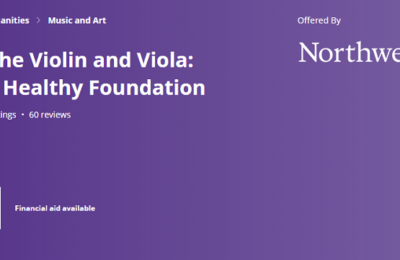 anities > Music and Art
Offered By
he Violin and Viola:
Northwe
Healthy Foundation
ings • 60 reviews
Financial aid available